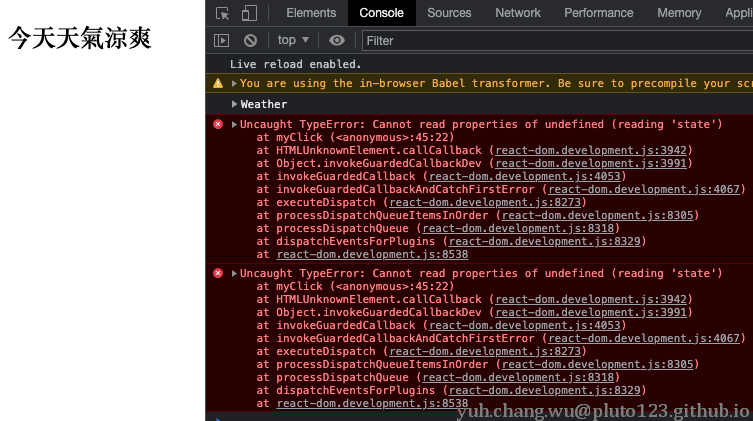 今天天氣涼爽
Elements Console Sources Network Performance Memory Appli
top ▼ Filter
Live reload enabled.
You are using the in-browser Babel transformer. Be sure to precompile your scr
Weather
Uncaught TypeError: Cannot read properties of undefined (reading 'state')
at myClick (<anonymous>:45:22)
at HTMLUnknownElement.callCallback (react-dom.development.js:3942)
at Object.invokeGuardedCallbackDev (react-dom.development.js:3991)
at invokeGuardedCallback (react-dom.development.js:4053)
at invokeGuardedCallbackAndCatchFirstError (react-dom.development.js:4067)
at executeDispatch (react-dom.development.js:8273)
at processDispatchQueueItemsInOrder (react-dom.development.js:8305)
at processDispatchQueue (react-dom.development.js:8318)
at dispatchEventsForPlugins (react-dom.development.js:8329)
at react-dom.development.js:8538
Uncaught TypeError: Cannot read properties of undefined (reading 'state')
at myClick (<anonymous>:45:22)
at HTMLUnknownElement.callCallback (react-dom.development.js:3942)
at Object.invokeGuardedCallbackDev (react-dom.development.js:3991)
at invokeGuardedCallback (react-dom.development.js:4053)
at invokeGuardedCallbackAndCatchFirstError (react-dom.development.js:4067)
at executeDispatch (react-dom.development.js:8273)
at processDispatchQueueItemsInOrder (react-dom.development.js:8305)
at processDispatchQueue (react-dom.development.js:8318)
at dispatchEventsForPlugins (react-dom.development.js:8329)
at react-dom.development.js:8538
yuh.chang.wu@pluto123.github.io